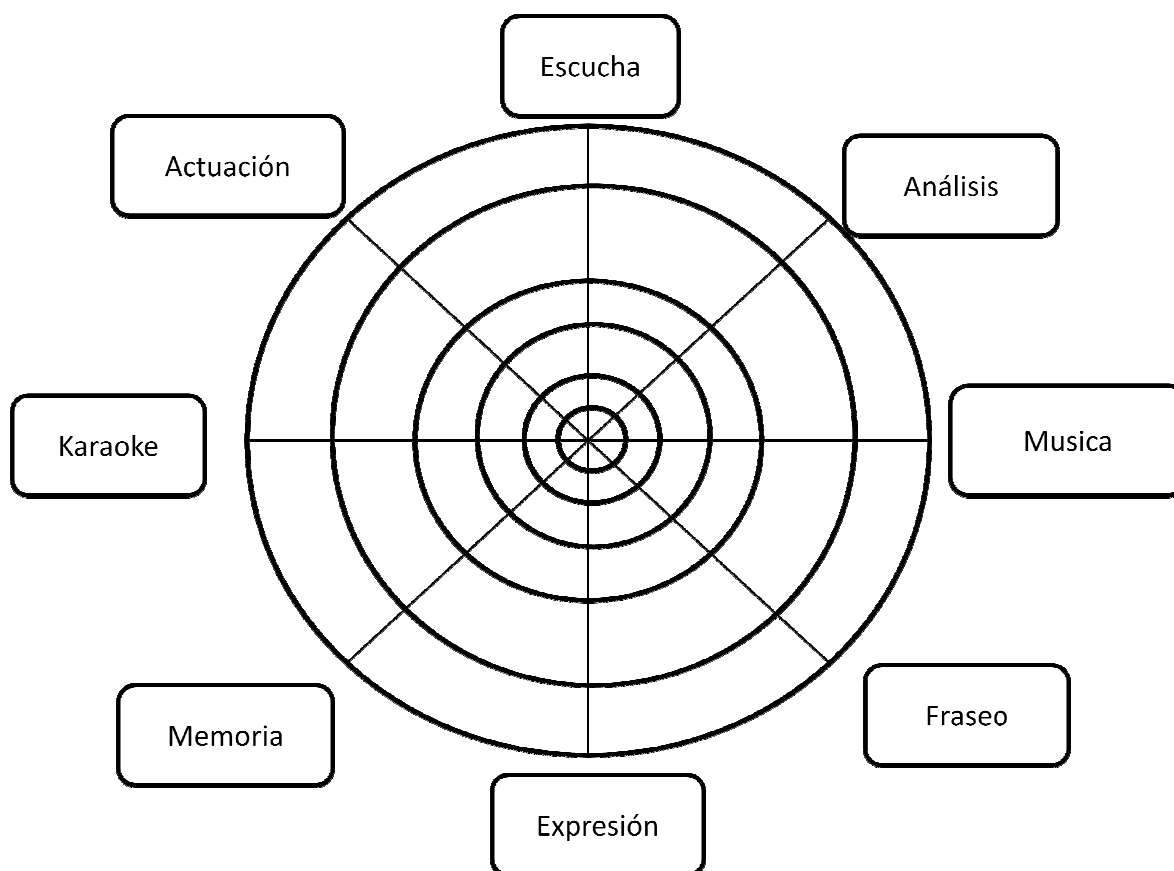 Escucha
Actuación
Análisis
Karaoke
Musica
Fraseo
Memoria
Expresión